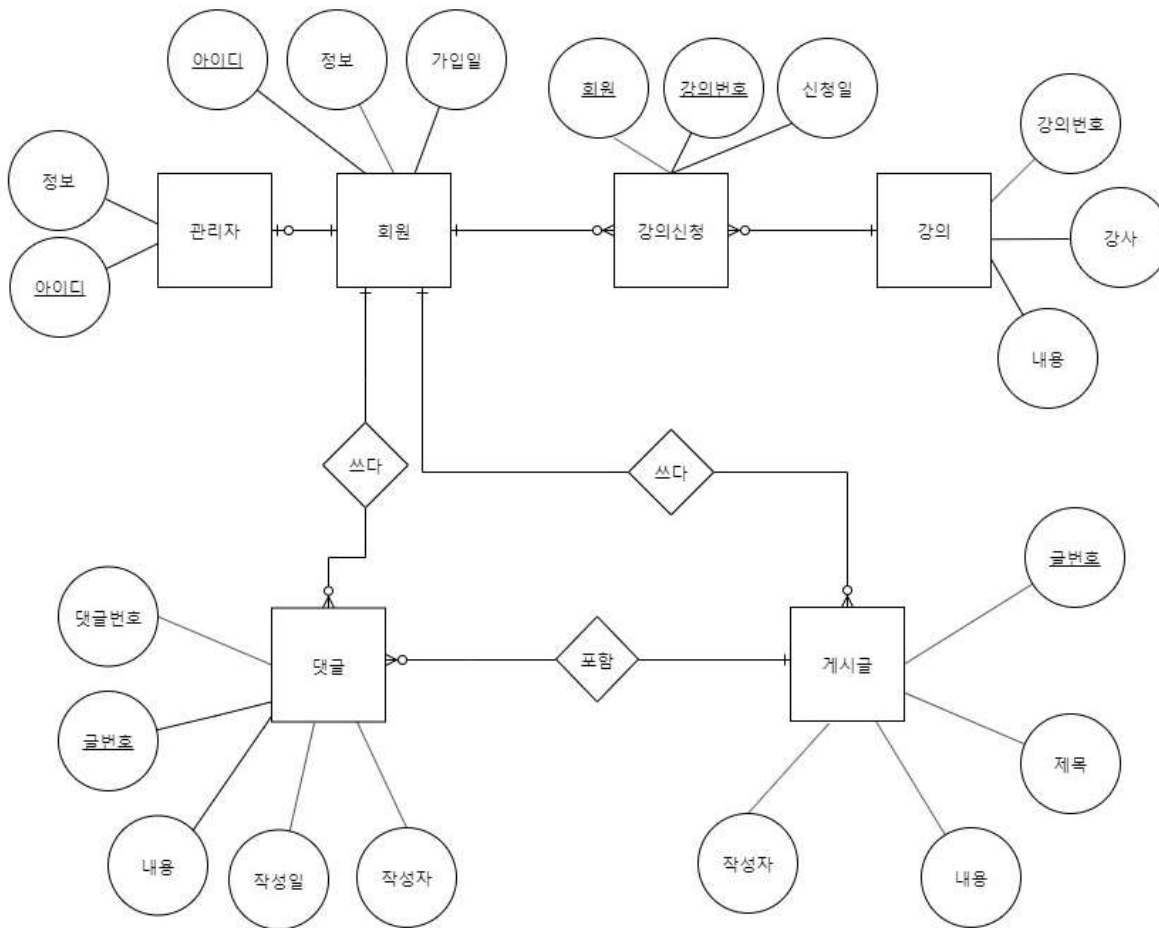 아이디
정보
가입일
회원
강의번호
신청일
강의번호
정보
관리자
회원
강의신청
강의
강사
아이디
내용
쓰다
쓰다
글번호
댓글번호
댓글
포함
게시글
글번호
제목
내용
작성일
작성자
작성자
내용